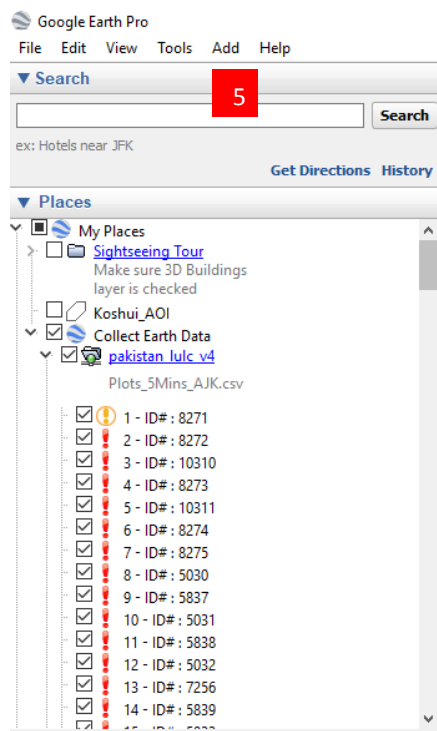 Google Earth Pro
File Edit View Tools Add Help
Search
5
Search
ex: Hotels near JFK
Get Directions History
Places
My Places
Sightseeing Tour
Make sure 3D Buildings
layer is checked
Koshui_AOI
Collect Earth Data
pakistan_lulc_v4
Plots_5Mins_AJK.csv
1 - ID# : 8271
2 - ID# : 8272
3 - ID# : 10310
4 - ID# : 8273
5 - ID# : 10311
6 - ID# : 8274
7 - ID# : 8275
8 - ID# : 5030
9 - ID# : 5837
10 - ID# : 5031
11 - ID# : 5838
12 - ID# : 5032
13 - ID# : 7256
14 - ID# : 5839